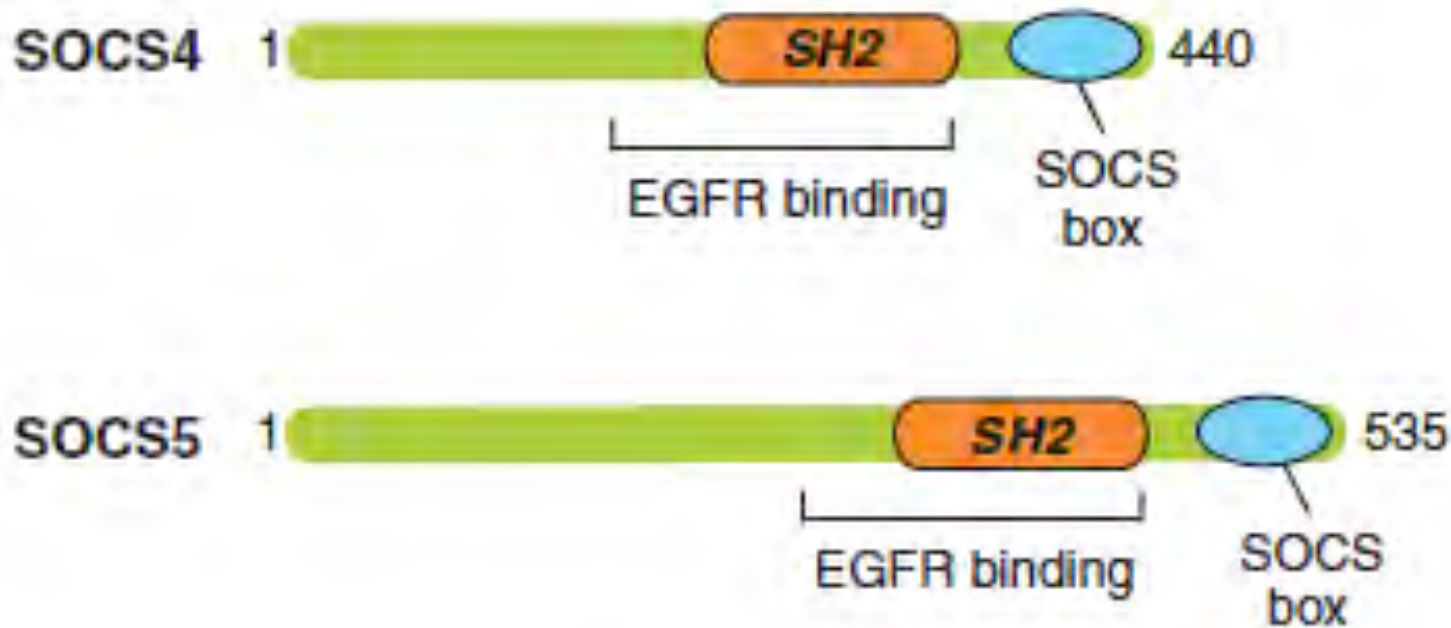 SOCS4 1 SH2 440
EGFR binding
SOCS
box
SOCS5 1 SH2 535
EGFR binding
SOCS
box